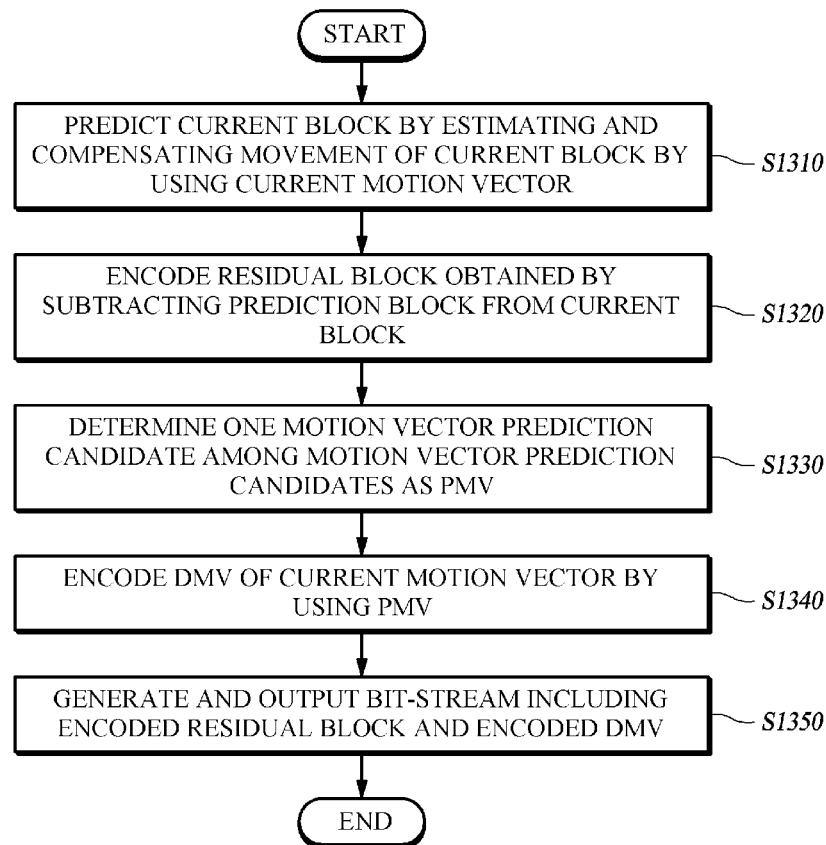 START
PREDICT CURRENT BLOCK BY ESTIMATING AND
COMPENSATING MOVEMENT OF CURRENT BLOCK BY
USING CURRENT MOTION VECTOR
S1310
ENCODE RESIDUAL BLOCK OBTAINED BY
SUBTRACTING PREDICTION BLOCK FROM CURRENT
BLOCK
S1320
DETERMINE ONE MOTION VECTOR PREDICTION
CANDIDATE AMONG MOTION VECTOR PREDICTION
CANDIDATES AS PMV
S1330
ENCODE DMV OF CURRENT MOTION VECTOR BY
USING PMV
S1340
GENERATE AND OUTPUT BIT-STREAM INCLUDING
ENCODED RESIDUAL BLOCK AND ENCODED DMV
S1350
END